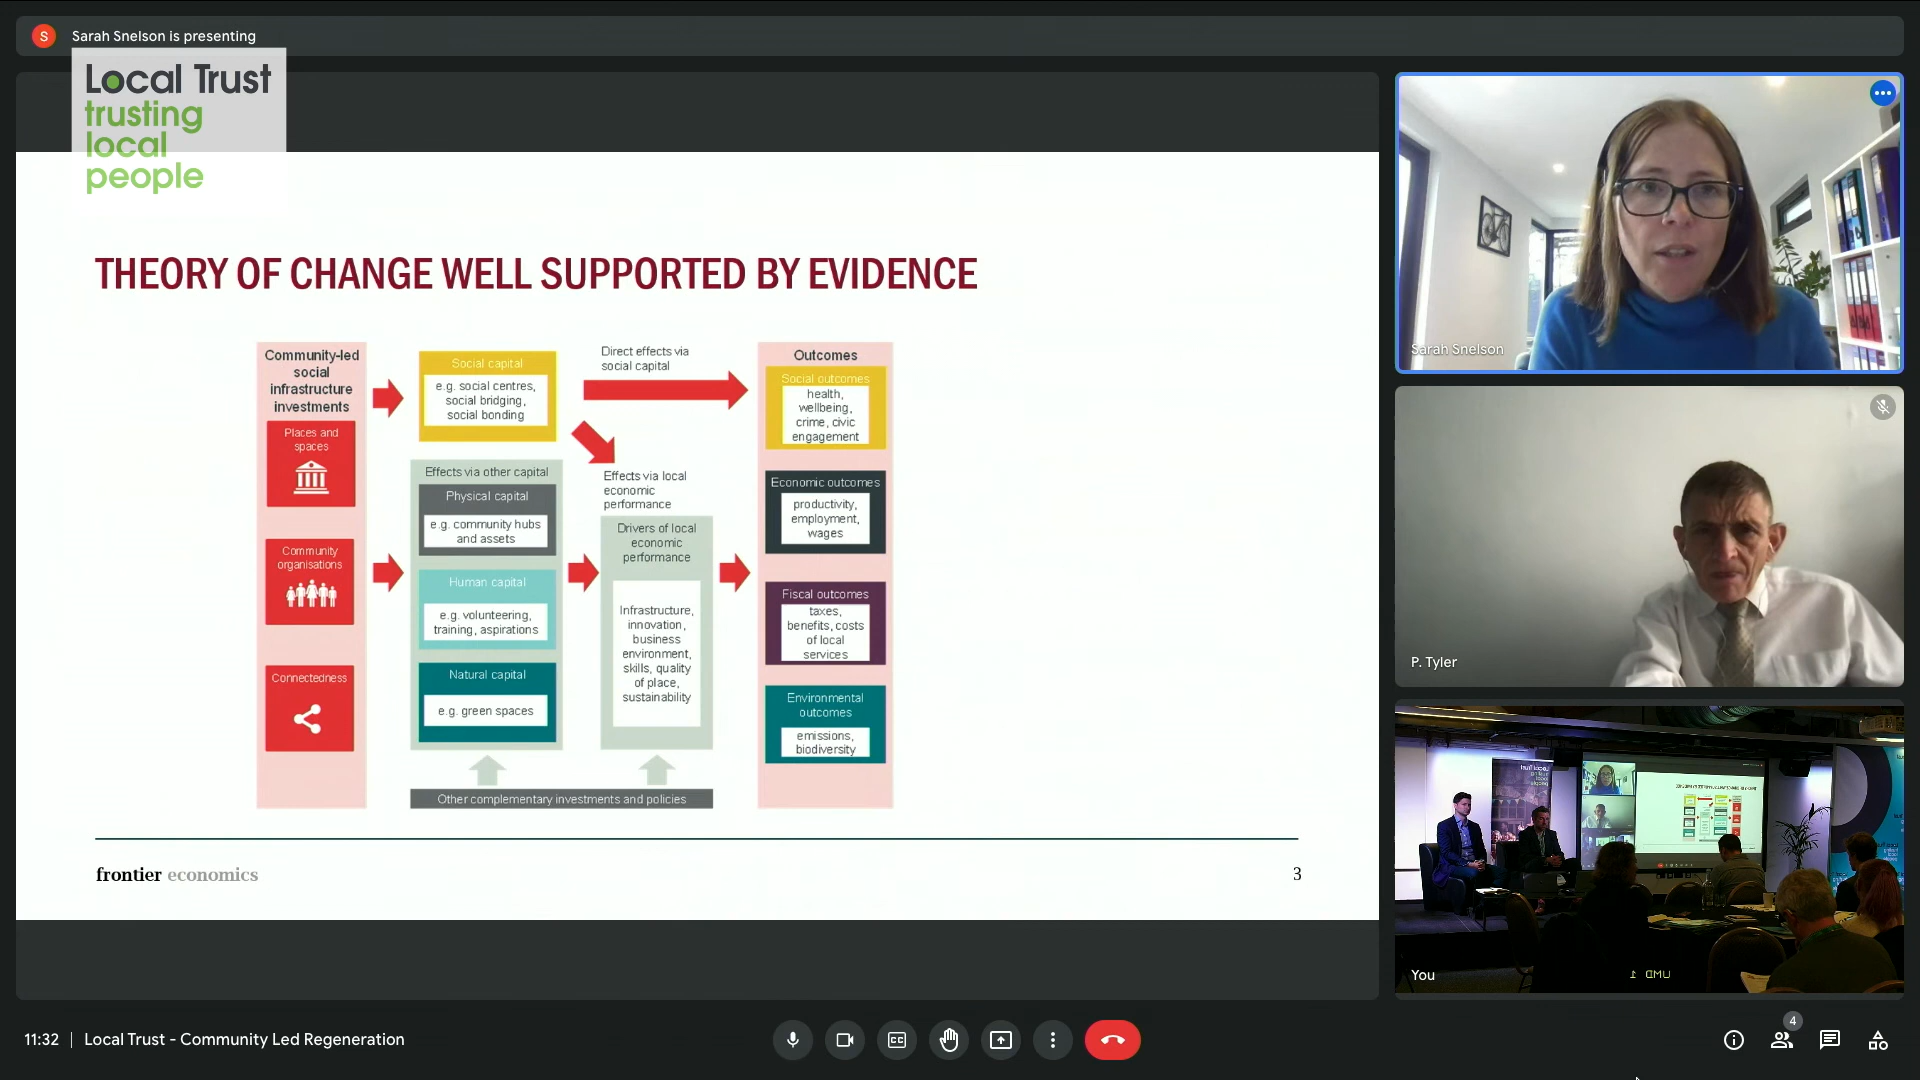 S
Sarah Snelson is presenting
Local Trust
trusting
local
people
THEORY OF CHANGE WELL SUPPORTED BY EVIDENCE
Community-led
social
infrastructure
investments
Places and
spaces
Community
organisations
Connectedness
Social capital
e.g. social centres,
social bridging,
social bonding
Effects via other capital
Physical capital
e.g. community hubs
and assets
Human capital
e.g. volunteering,
training, aspirations
Natural capital
e.g. green spaces
Direct effects via
social capital
Effects via local
economic
performance
Drivers of local
economic
performance
Infrastructure,
innovation,
business
environment,
skills, quality
of place,
sustainability
Other complementary investments and policies
Outcomes
Social outcomes
health,
wellbeing,
crime, civic
engagement
Economic outcomes
productivity,
employment,
wages
Fiscal outcomes
taxes,
benefits, costs
of local
services
Environmental
outcomes
emissions,
biodiversity
frontier economics
3
Sarah Snelson
P. Tyler
You
11:32 | Local Trust - Community Led Regeneration
CC
4